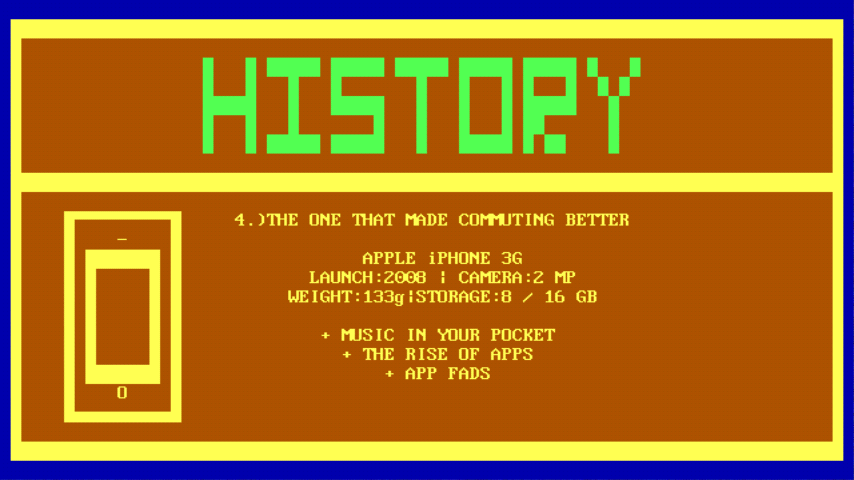 HISTORY
4.)THE ONE THAT MADE COMMUTING BETTER
APPLE iPHONE 3G
LAUNCH:2008 ¦ CAMERA:2 MP
WEIGHT:133g¦STORAGE:8 / 16 GB
+ MUSIC IN YOUR POCKET
+ THE RISE OF APPS
+ APP FADS